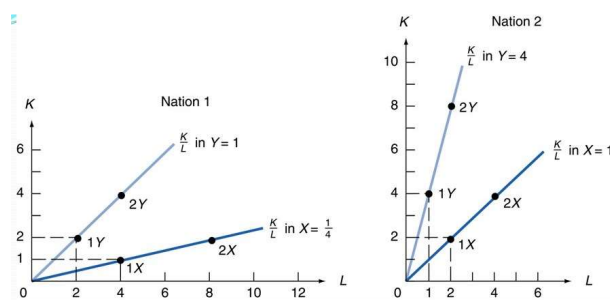 Nation 1
K
6
4
2
1
0
2
4
6
8
10
12
L
K/L in Y = 1
2Y
1Y
K/L in X = 1/4
2X
1X
Nation 2
K
10
8
6
4
2
0
1
2
4
6
L
K/L in Y = 4
2Y
1Y
K/L in X = 1
2X
1X